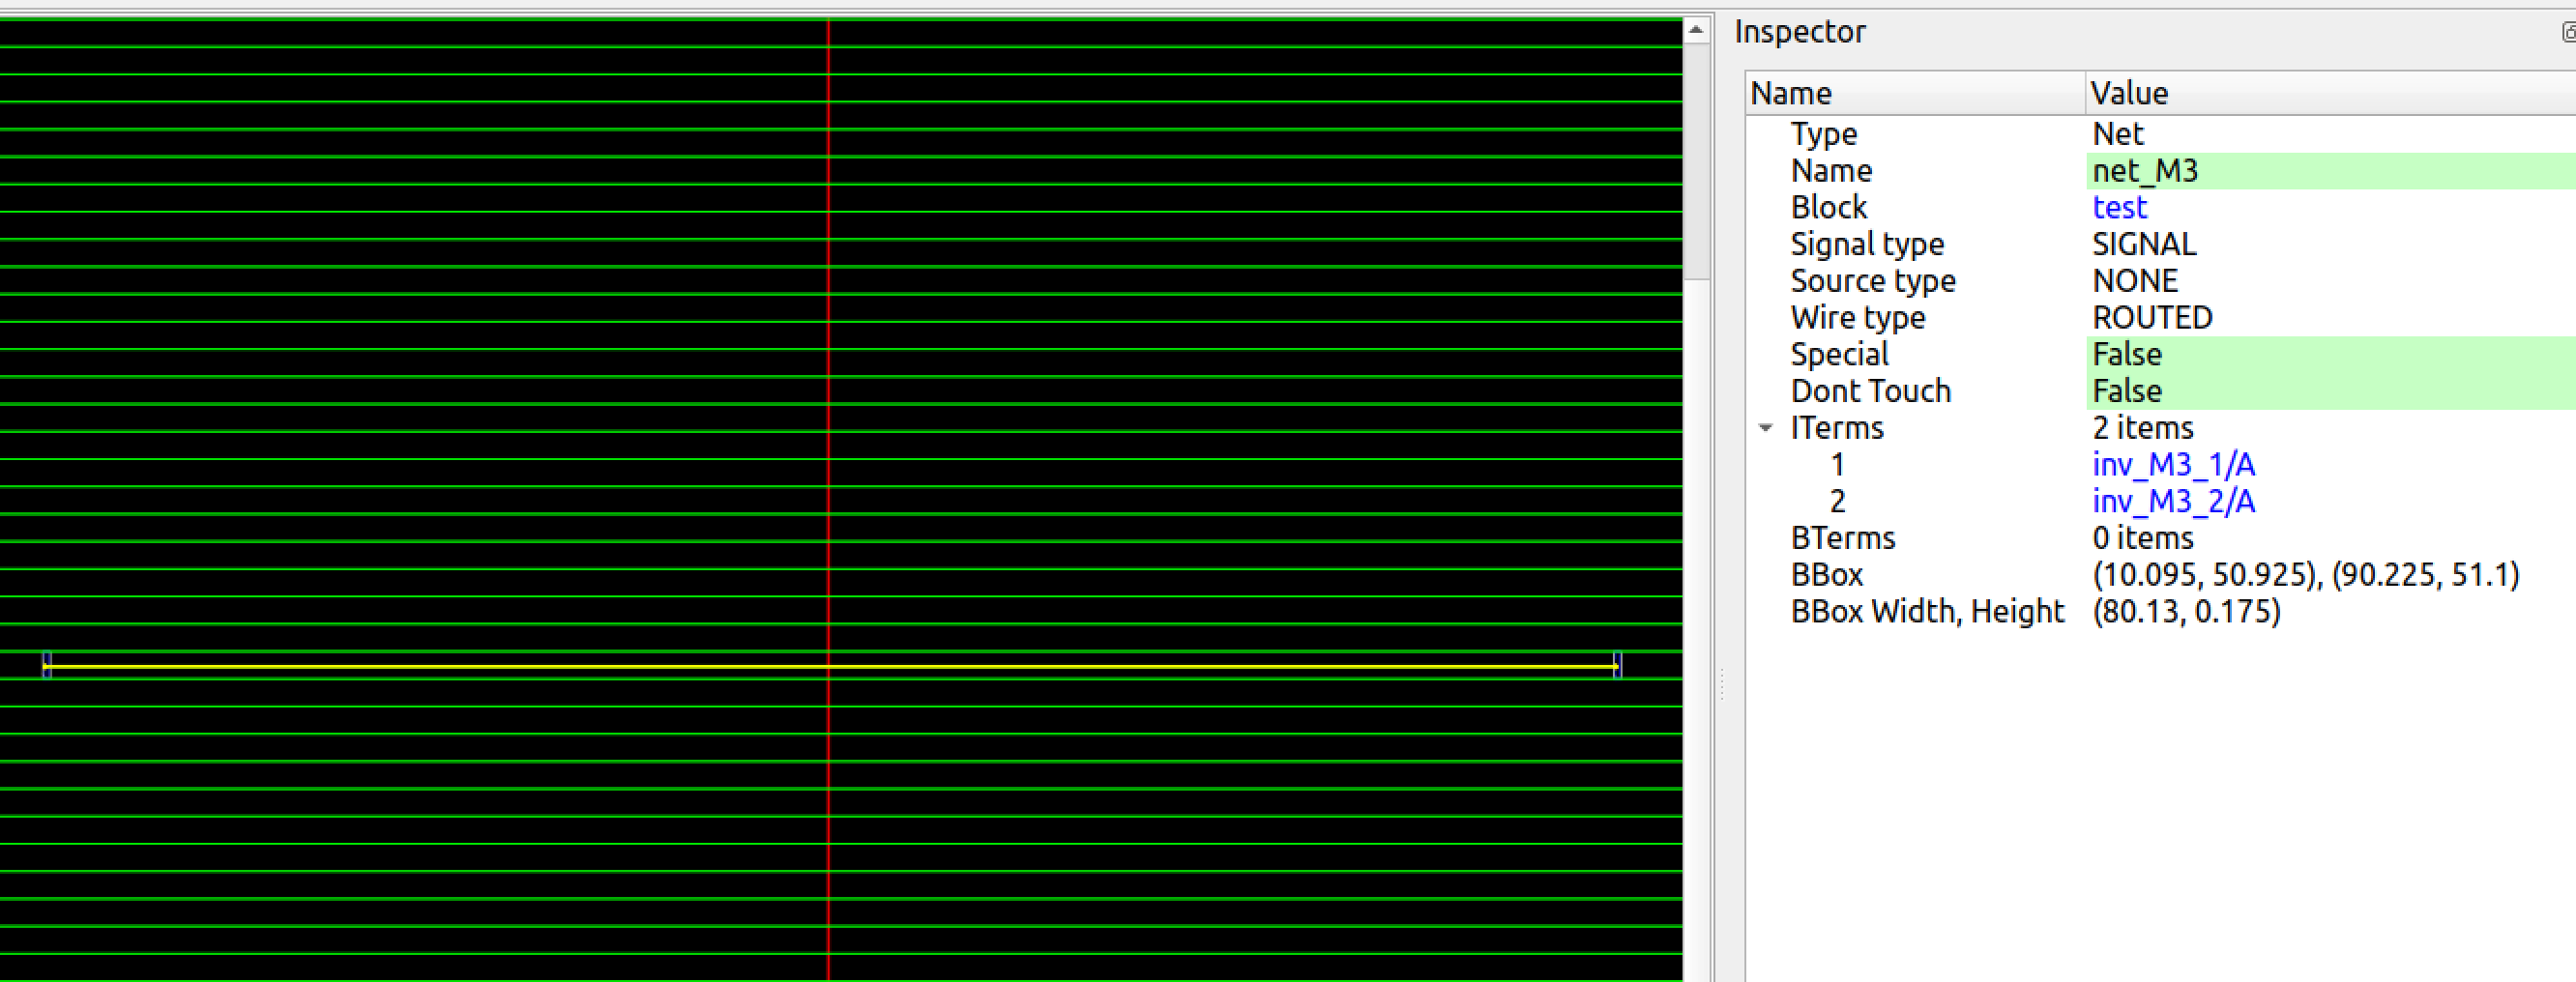 Inspector
Name Value
Type Net
Name net_M3
Block test
Signal type SIGNAL
Source type NONE
Wire type ROUTED
Special False
Dont Touch False
ITerms 2 items
1 inv_M3_1/A
2 inv_M3_2/A
BTerms 0 items
BBox (10.095, 50.925), (90.225, 51.1)
BBox Width, Height (80.13, 0.175)